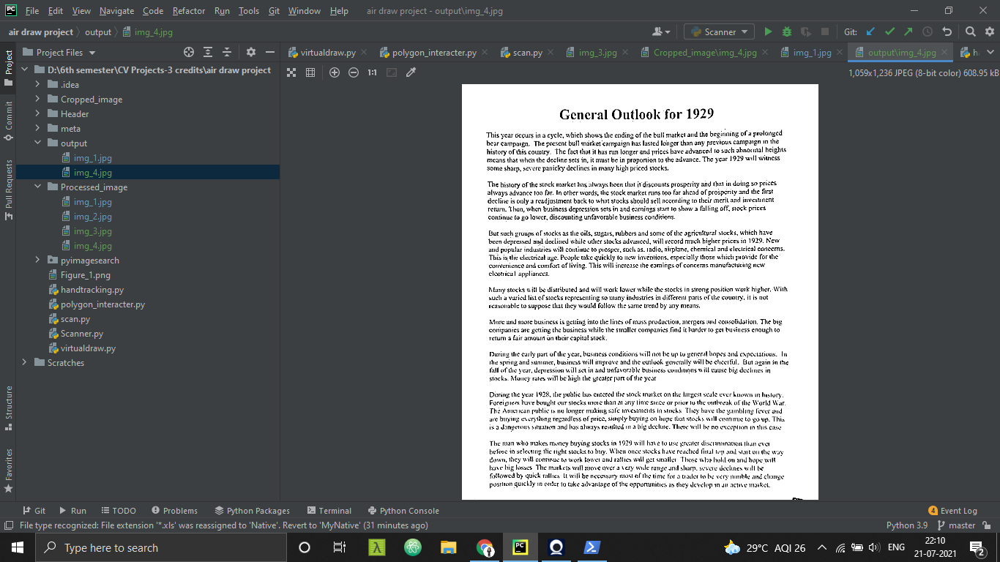 File Edit View Navigate Code Refactor Run Tools Git Window Help air draw project - output\img_4.jpg
air draw project output img_4.jpg Scanner Git:
Project Files virtualdraw.py polygon_interacter.py scan.py img_3.jpg Cropped_image\img_4.jpg img_1.jpg output\img_4.jpg
1:1 1,059x1,236 JPEG (8-bit color) 608.95 kB
Project
Commit
Pull Requests
Structure
Favorites
D:\6th semester\CV Projects-3 credits\air draw project
.idea
Cropped_image
Header
meta
output
img_1.jpg
img_4.jpg
Processed_image
img_1.jpg
img_2.jpg
img_3.jpg
img_4.jpg
pyimagesearch
Figure_1.png
handtracking.py
polygon_interacter.py
scan.py
Scanner.py
virtualdraw.py
Scratches
General Outlook for 1929
This year occurs in a cycle, which shows the ending of the bull market and the beginning of a prolonged
bear campaign. The present bull market campaign has lasted longer than any previous campaign in the
history of this country. The fact that it has run longer and prices have advanced to such abnormal heights
means that when the decline sets in, it must be in proportion to the advance. The year 1929 will witness
some sharp, severe panicky declines in many high priced stocks.
The history of the stock market has always been that it discounts prosperity and that in doing so prices
always advance too far. In other words, the stock market runs too far ahead of prosperity and the first
decline is only a readjustment back to what stocks should sell according to their merit and investment
return. Then, when business depression sets in and earnings start to show a falling off, stock prices
continue to go lower, discounting unfavorable business conditions.
But such groups of stocks as the oils, sugars, rubbers and some of the agricultural stocks, which have
been depressed and declined while other stocks advanced, will record much higher prices in 1929. New
and popular industries will continue to prosper, such as, radio, airplane, chemical and electrical concerns.
This is the electrical age. People take quickly to new inventions, especially those which provide for the
convenience and comfort of living. This will increase the earnings of concerns manufacturing new
electrical appliances.
Many stocks will be distributed and will work lower while the stocks in strong position work higher. With
such a varied list of stocks representing so many industries in different parts of the country, it is not
reasonable to suppose that they would follow the same trend by any means.
More and more business is getting into the lines of mass production, mergers and consolidation. The big
companies are getting the business while the smaller companies find it harder to get business enough to
return a fair amount on their capital stock.
During the early part of the year, business conditions will not be up to general hopes and expectations. In
the spring and summer, business will improve and the outlook generally will be cheerful. But again in the
fall of the year, depression will set in and unfavorable business conditions will cause big declines in
stocks. Money rates will be high the greater part of the year
During the year 1928, the public has entered the stock market on the largest scale ever known in history.
Foreigners have bought our stocks more than at any time since or prior to the outbreak of the World War.
The American public is no longer making safe investments in stocks. They have the gambling fever and
are buying everything regardless of price, simply buying on hope that stocks will continue to go up. This
is a dangerous situation and has always resulted in a big decline. There will be no exception in this case
The man who makes money buying stocks in 1929 will have to use greater discrimination than ever
before in selecting the right stocks to buy. When once stocks have reached final top and start on the way
down, they will continue to work lower and rallies will get smaller. Those who hold on and hope will
have big losses. The markets will move over a very wide range and sharp, severe declines will be
followed by quick rallies. It will be necessary most of the time for a trader to be very nimble and change
position quickly in order to take advantage of the opportunities as they develop in an active market.
Git Run TODO Problems Python Packages Terminal Python Console 4 Event Log
File type recognized: File extension '*.xls' was reassigned to 'Native'. Revert to 'MyNative' (31 minutes ago) Python 3.9 master
Type here to search 29°C AQI 26 ENG 22:10
21-07-2021 2